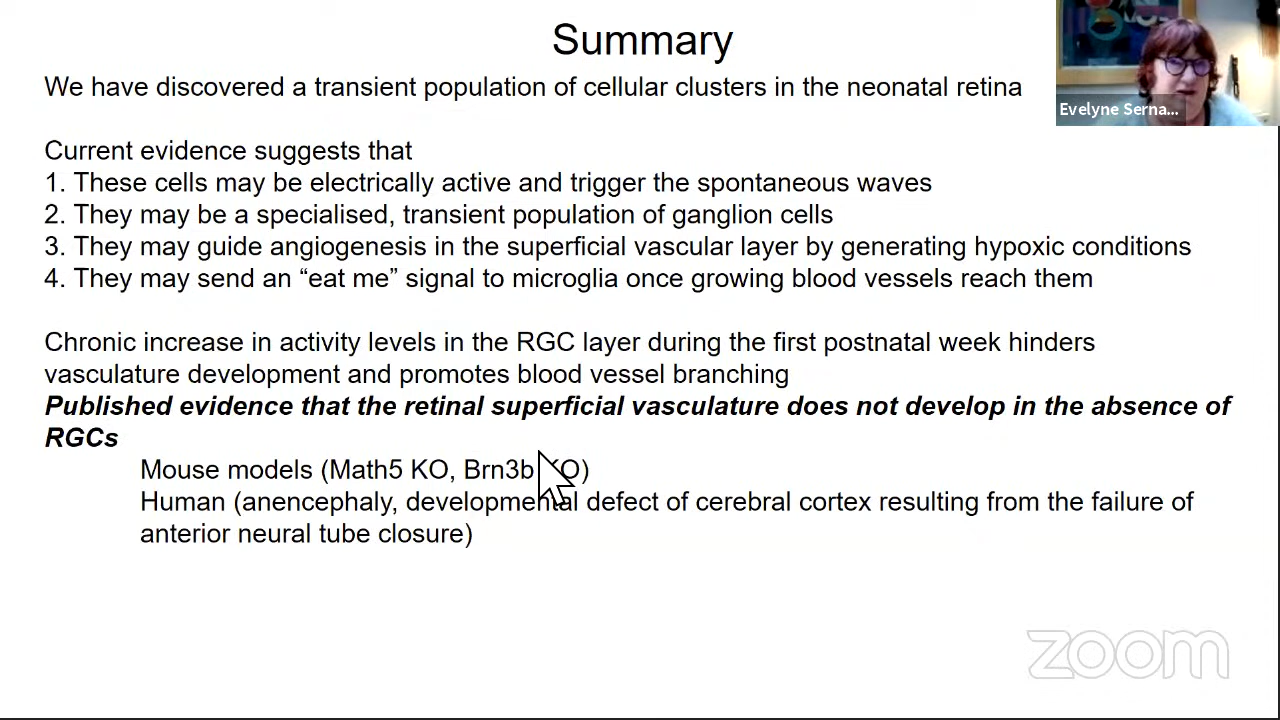 Summary
We have discovered a transient population of cellular clusters in the neonatal retina
Evelyne Serna...
Current evidence suggests that
1. These cells may be electrically active and trigger the spontaneous waves
2. They may be a specialised, transient population of ganglion cells
3. They may guide angiogenesis in the superficial vascular layer by generating hypoxic conditions
4. They may send an “eat me” signal to microglia once growing blood vessels reach them
Chronic increase in activity levels in the RGC layer during the first postnatal week hinders
vasculature development and promotes blood vessel branching
Published evidence that the retinal superficial vasculature does not develop in the absence of
RGCs
Mouse models (Math5 KO, Brn3b KO)
Human (anencephaly, developmental defect of cerebral cortex resulting from the failure of
anterior neural tube closure)
zoom